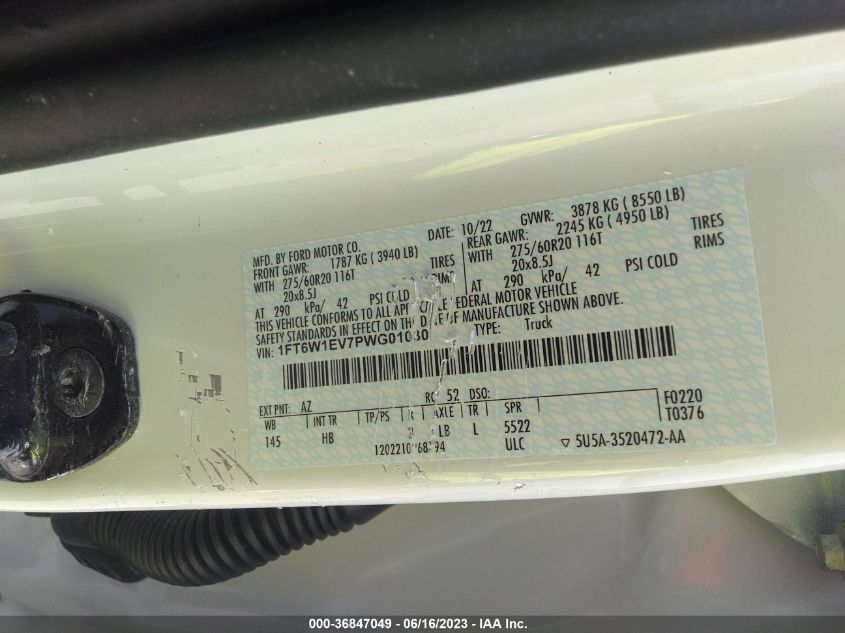 MFD. BY FORD MOTOR CO.
DATE: 10/22 GVWR: 3878 KG ( 8550 LB)
FRONT GAWR: 1787 KG ( 3940 LB)
REAR GAWR: 2245 KG ( 4950 LB)
WITH 275/60R20 116T TIRES
WITH 275/60R20 116T TIRES
20x8.5J RIMS
20x8.5J RIMS
AT 290 kPa/ 42 PSI COLD
AT 290 kPa/ 42 PSI COLD
THIS VEHICLE CONFORMS TO ALL APPLICABLE FEDERAL MOTOR VEHICLE
SAFETY STANDARDS IN EFFECT ON THE DATE OF MANUFACTURE SHOWN ABOVE.
VIN: 1FT6W1EV7PWG01030
TYPE: Truck
EXT PNT: AZ RC: 52 DSO:
WB INT TR TP/PS R AXLE TR SPR
145 HB LB L 5522
ULC
F0220
T0376
5U5A-3520472-AA
000-36847049 - 06/16/2023 - IAA Inc.